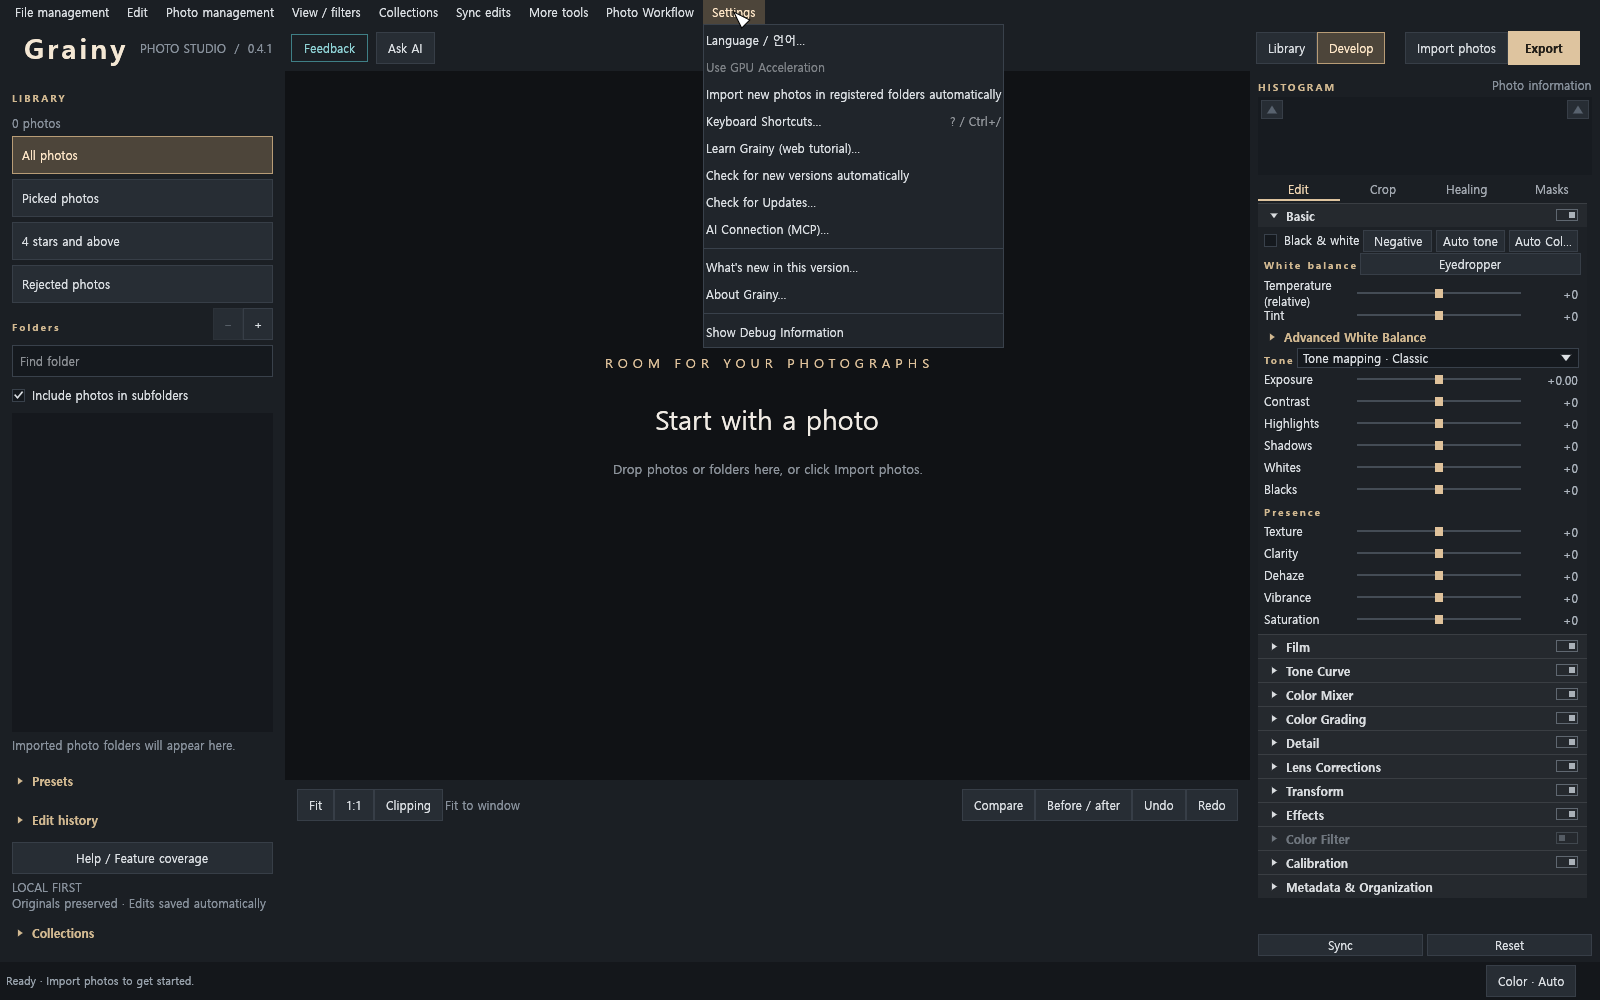 File management Edit Photo management View / filters Collections Sync edits More tools Photo Workflow Settings
Grainy PHOTO STUDIO / 0.4.1 Feedback Ask AI Library Develop Import photos Export
Language / 언어...
Use GPU Acceleration
Import new photos in registered folders automatically
Keyboard Shortcuts... ? / Ctrl+/
Learn Grainy (web tutorial)...
Check for new versions automatically
Check for Updates...
AI Connection (MCP)...
What's new in this version...
About Grainy...
Show Debug Information
LIBRARY
0 photos
All photos
Picked photos
4 stars and above
Rejected photos
Folders − +
Find folder
Include photos in subfolders
Imported photo folders will appear here.
Presets
Edit history
Help / Feature coverage
LOCAL FIRST
Originals preserved · Edits saved automatically
Collections
ROOM FOR YOUR PHOTOGRAPHS
Start with a photo
Drop photos or folders here, or click Import photos.
Fit 1:1 Clipping Fit to window Compare Before / after Undo Redo
HISTOGRAM Photo information
Edit Crop Healing Masks
Basic
Black & white Negative Auto tone Auto Col...
White balance Eyedropper
Temperature
(relative) +0
Tint +0
Advanced White Balance
Tone Tone mapping · Classic
Exposure +0.00
Contrast +0
Highlights +0
Shadows +0
Whites +0
Blacks +0
Presence
Texture +0
Clarity +0
Dehaze +0
Vibrance +0
Saturation +0
Film
Tone Curve
Color Mixer
Color Grading
Detail
Lens Corrections
Transform
Effects
Color Filter
Calibration
Metadata & Organization
Sync Reset
Ready · Import photos to get started. Color · Auto